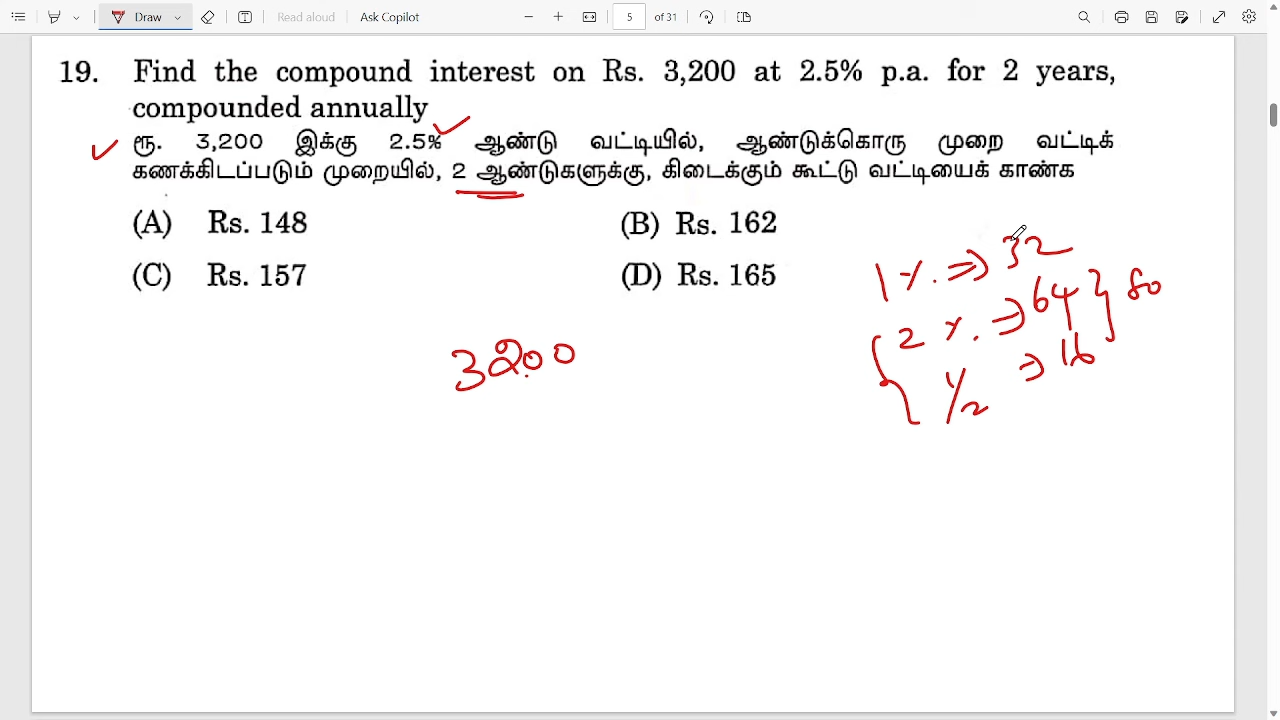 Draw
Read aloud
Ask Copilot
5
of 31
19. Find the compound interest on Rs. 3,200 at 2.5% p.a. for 2 years,
compounded annually
ரூ. 3,200 இக்கு 2.5% ஆண்டு வட்டியில், ஆண்டுக்கொரு முறை வட்டிக்
கணக்கிடப்படும் முறையில், 2 ஆண்டுகளுக்கு, கிடைக்கும் கூட்டு வட்டியைக் காண்க
(A) Rs. 148
(B) Rs. 162
(C) Rs. 157
(D) Rs. 165
1 %. ⇒ 32
2 %. ⇒ 64 } 80
1/2 ⇒ 16
3200